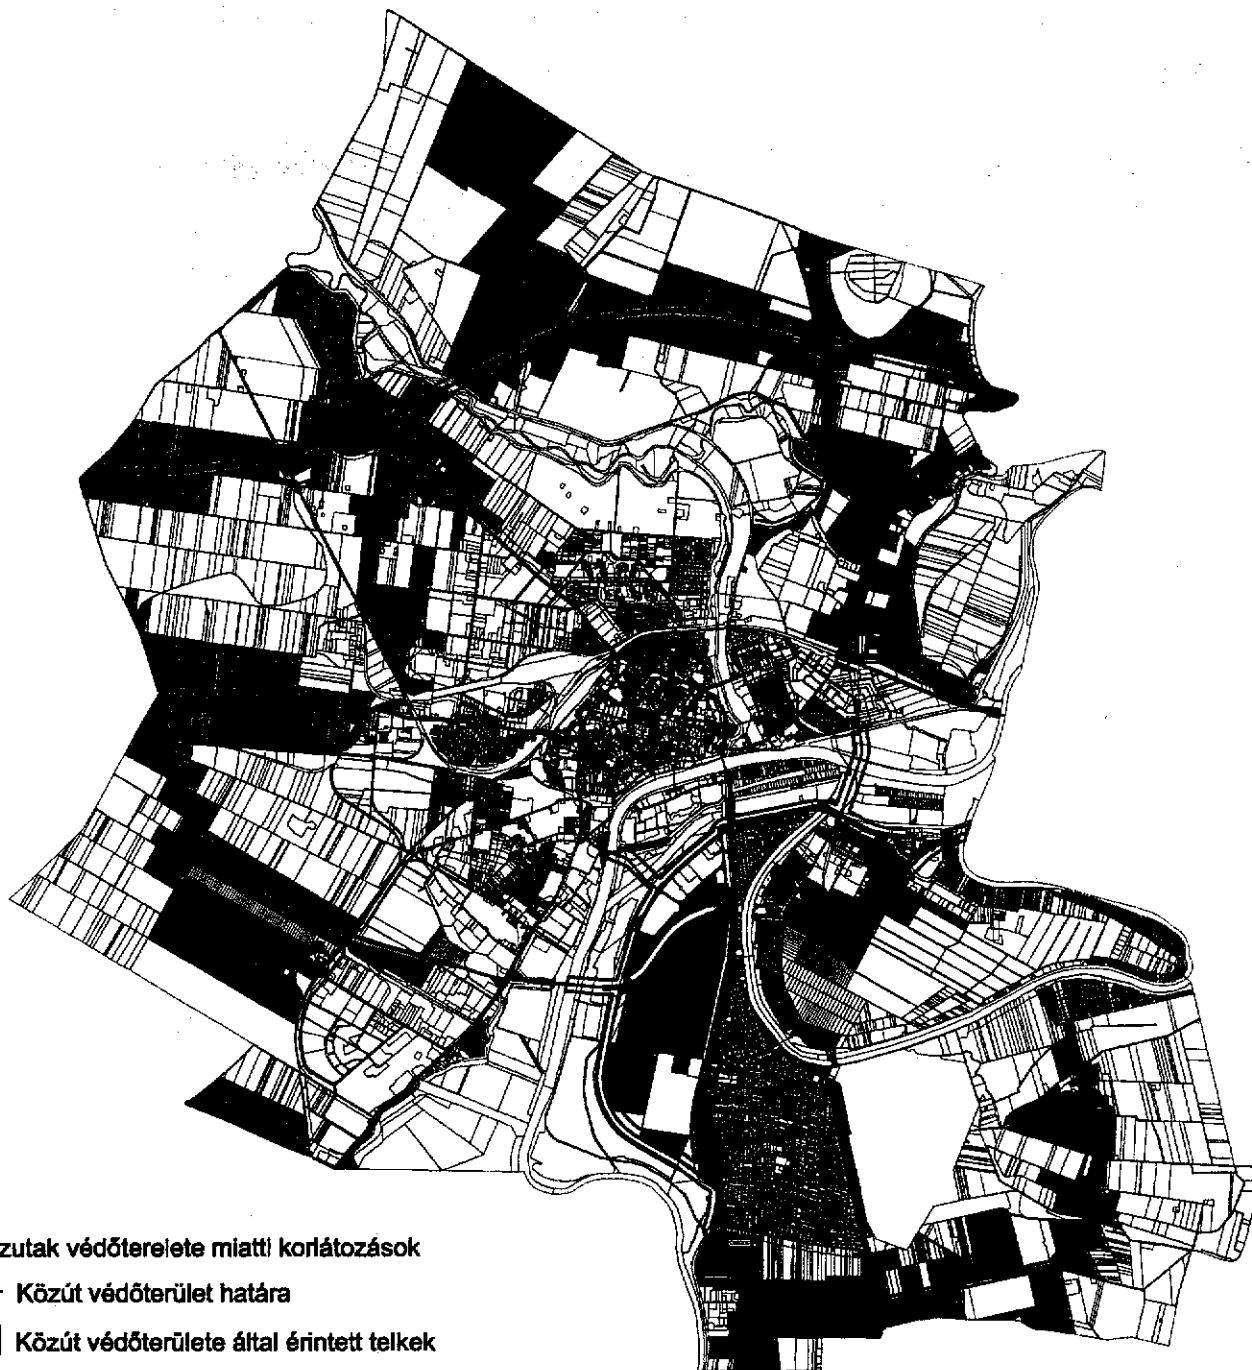 zutak védőterelete miatti korlátozások
Közút védőterület határa
Közút védőterülete által érintett telkek